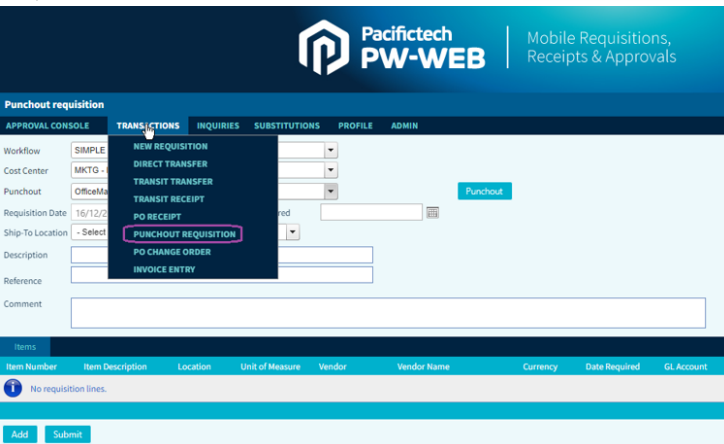 Pacifictech
PW-WEB
Mobile Requisitions,
Receipts & Approvals
Punchout requisition
APPROVAL CONSOLE TRANSACTIONS INQUIRIES SUBSTITUTIONS PROFILE ADMIN
NEW REQUISITION
DIRECT TRANSFER
TRANSIT TRANSFER
TRANSIT RECEIPT
PO RECEIPT
PUNCHOUT REQUISITION
PO CHANGE ORDER
INVOICE ENTRY
Workflow SIMPLE
Cost Center MKTG -
Punchout OfficeMa Punchout
Requisition Date 16/12/2 red
Ship-To Location - Select
Description
Reference
Comment
Items
Item Number Item Description Location Unit of Measure Vendor Vendor Name Currency Date Required GL Account
No requisition lines.
Add Submit